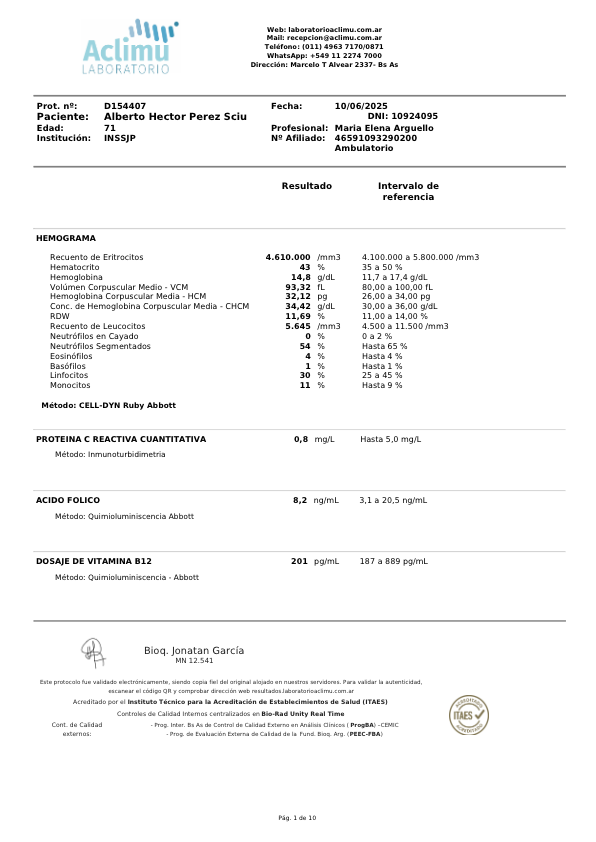 Aclimu
LABORATORIO
Web: laboratorioaclimu.com.ar
Mail: recepcion@aclimu.com.ar
Teléfono: (011) 4963 7170/0871
WhatsApp: +549 11 2274 7000
Dirección: Marcelo T Alvear 2337- Bs As
Prot. nº: D154407 Fecha: 10/06/2025
Paciente: Alberto Hector Perez Sciu DNI: 10924095
Edad: 71 Profesional: Maria Elena Arguello
Institución: INSSJP Nº Afiliado: 46591093290200
Ambulatorio
Resultado Intervalo de
referencia
HEMOGRAMA
Recuento de Eritrocitos 4.610.000 /mm3 4.100.000 a 5.800.000 /mm3
Hematocrito 43 % 35 a 50 %
Hemoglobina 14,8 g/dL 11,7 a 17,4 g/dL
Volúmen Corpuscular Medio - VCM 93,32 fL 80,00 a 100,00 fL
Hemoglobina Corpuscular Media - HCM 32,12 pg 26,00 a 34,00 pg
Conc. de Hemoglobina Corpuscular Media - CHCM 34,42 g/dL 30,00 a 36,00 g/dL
RDW 11,69 % 11,00 a 14,00 %
Recuento de Leucocitos 5.645 /mm3 4.500 a 11.500 /mm3
Neutrófilos en Cayado 0 % 0 a 2 %
Neutrófilos Segmentados 54 % Hasta 65 %
Eosinófilos 4 % Hasta 4 %
Basófilos 1 % Hasta 1 %
Linfocitos 30 % 25 a 45 %
Monocitos 11 % Hasta 9 %
Método: CELL-DYN Ruby Abbott
PROTEINA C REACTIVA CUANTITATIVA 0,8 mg/L Hasta 5,0 mg/L
Método: Inmunoturbidimetria
ACIDO FOLICO 8,2 ng/mL 3,1 a 20,5 ng/mL
Método: Quimioluminiscencia Abbott
DOSAJE DE VITAMINA B12 201 pg/mL 187 a 889 pg/mL
Método: Quimioluminiscencia - Abbott
Bioq. Jonatan García
MN 12.541
Este protocolo fue validado electrónicamente, siendo copia fiel del original alojado en nuestros servidores. Para validar la autenticidad,
escanear el código QR y comprobar dirección web resultados.laboratorioaclimu.com.ar
Acreditado por el Instituto Técnico para la Acreditación de Establecimientos de Salud (ITAES)
Controles de Calidad Internos centralizados en Bio-Rad Unity Real Time
Cont. de Calidad - Prog. Inter. Bs As de Control de Calidad Externo en Análisis Clínicos ( ProgBA) –CEMIC
externos: - Prog. de Evaluación Externa de Calidad de la Fund. Bioq. Arg. (PEEC-FBA)
ACREDITADO
ITAES
ACREDITADO
Pág. 1 de 10